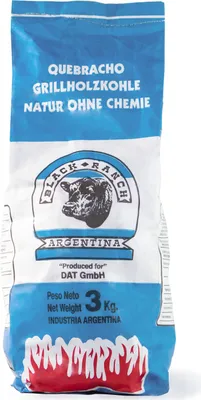 QUEBRACHO
GRILLHOLZKOHLE
NATUR OHNE CHEMIE
BLACK RANCH
ARGENTINA
"Produced for"
DAT GmbH
Peso Neto
Net Weight 3 Kg.
INDUSTRIA ARGENTINA